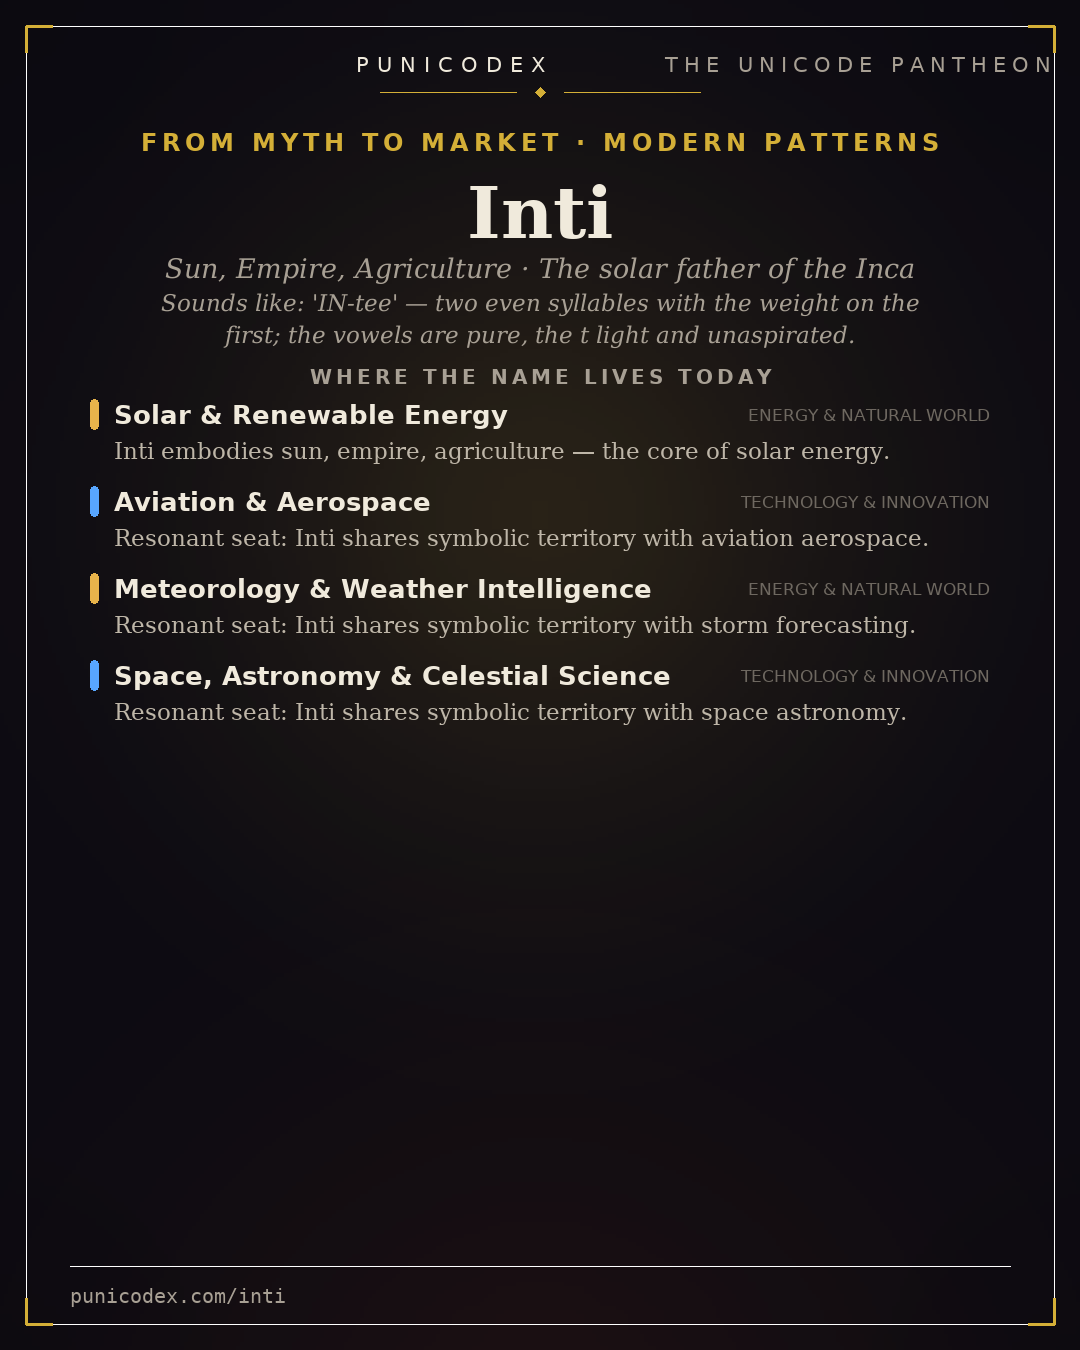 PUNICODEX THE UNICODE PANTHEON
FROM MYTH TO MARKET · MODERN PATTERNS
Inti
Sun, Empire, Agriculture · The solar father of the Inca
Sounds like: 'IN-tee' — two even syllables with the weight on the
first; the vowels are pure, the t light and unaspirated.
WHERE THE NAME LIVES TODAY
Solar & Renewable Energy ENERGY & NATURAL WORLD
Inti embodies sun, empire, agriculture — the core of solar energy.
Aviation & Aerospace TECHNOLOGY & INNOVATION
Resonant seat: Inti shares symbolic territory with aviation aerospace.
Meteorology & Weather Intelligence ENERGY & NATURAL WORLD
Resonant seat: Inti shares symbolic territory with storm forecasting.
Space, Astronomy & Celestial Science TECHNOLOGY & INNOVATION
Resonant seat: Inti shares symbolic territory with space astronomy.
punicodex.com/inti